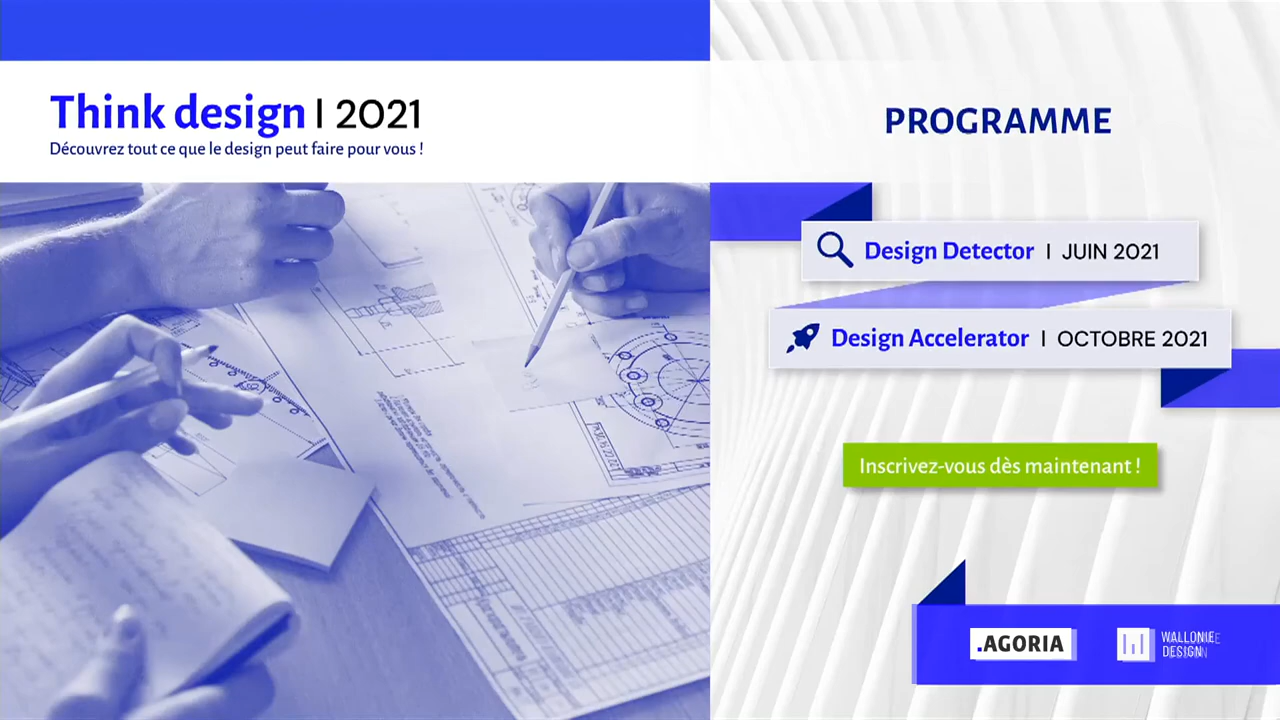 Think design | 2021
Découvrez tout ce que le design peut faire pour vous !
PROGRAMME
Design Detector | JUIN 2021
Design Accelerator | OCTOBRE 2021
Inscrivez-vous dès maintenant !
.AGORIA
WALLONIE
DESIGN